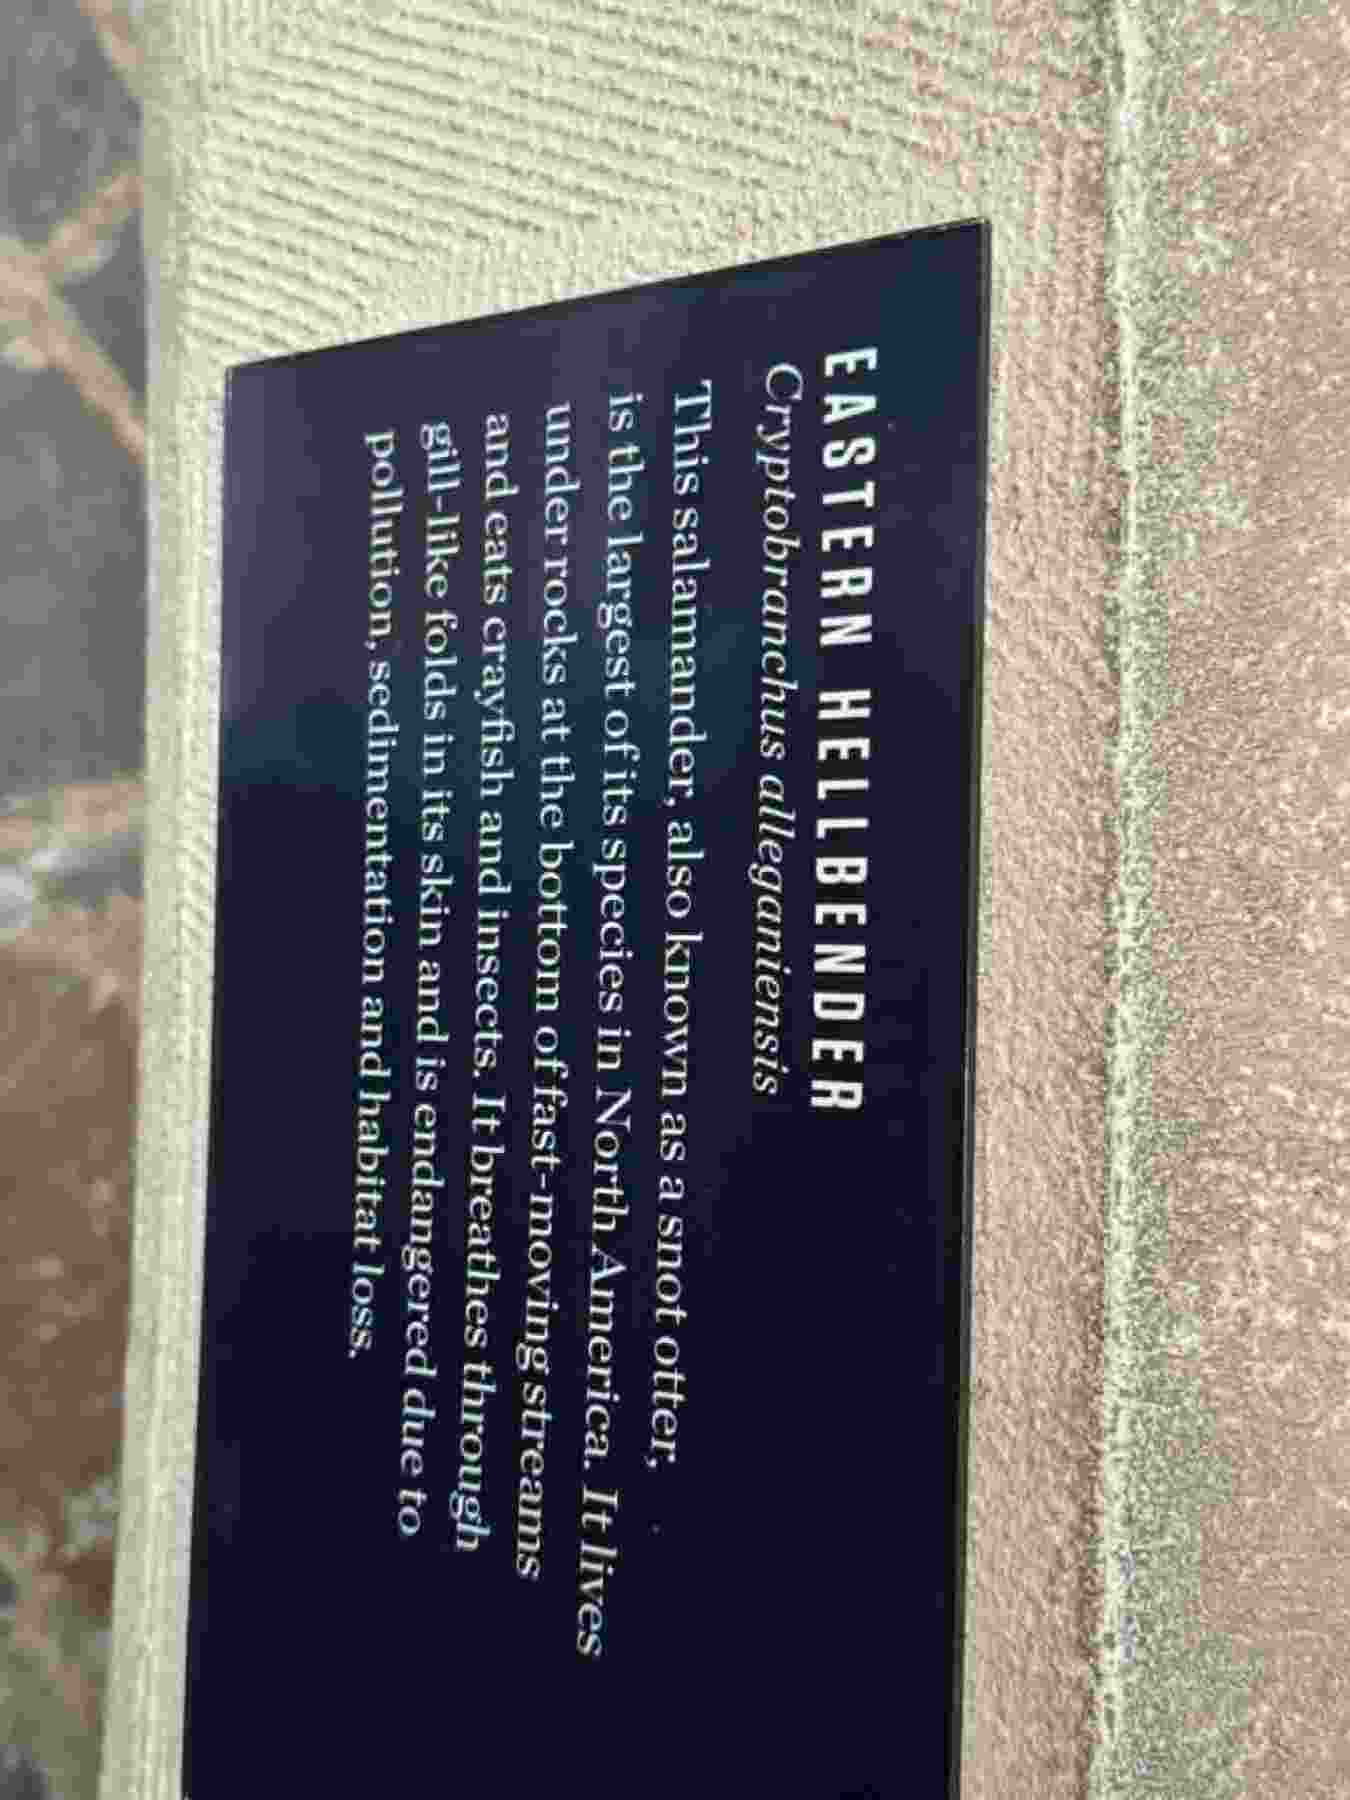 EASTERN HELLBENDER
Cryptobranchus alleganiensis
This salamander, also known as a snot otter,
is the largest of its species in North America. It lives
under rocks at the bottom of fast-moving streams
and eats crayfish and insects. It breathes through
gill-like folds in its skin and is endangered due to
pollution, sedimentation and habitat loss.